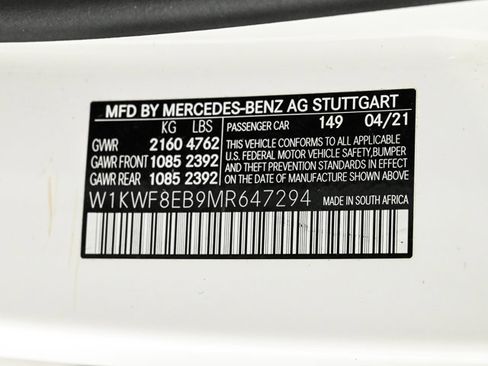 MFD BY MERCEDES-BENZ AG STUTTGART
KG LBS PASSENGER CAR 149 04/21
GVWR 2160 4762 THIS VEHICLE CONFORMS TO ALL APPLICABLE
GAWR FRONT 1085 2392 U.S. FEDERAL MOTOR VEHICLE SAFETY, BUMPER
GAWR REAR 1085 2392 AND THEFT PREVENTION STANDARDS IN EFFECT
ON THE DATE OF MANUFACTURE SHOWN ABOVE.
W1KWF8EB9MR647294 MADE IN SOUTH AFRICA